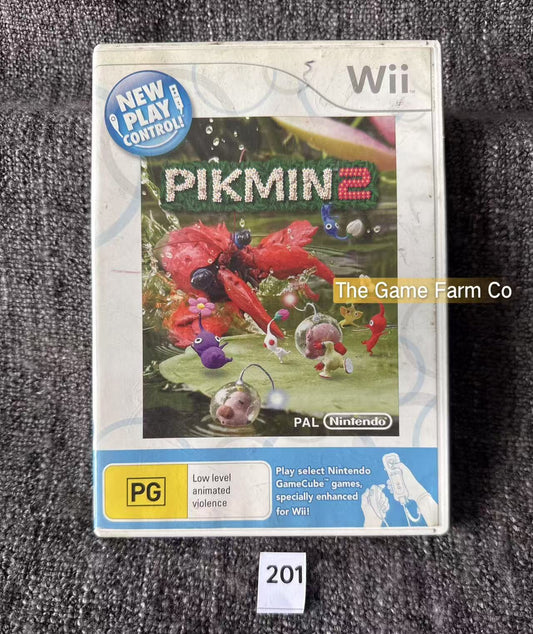 Wii
NEW
PLAY
CONTROL!
PIKMIN 2
The Game Farm Co
PAL Nintendo
PG
Low level
animated
violence
Play select Nintendo
GameCube™ games,
specially enhanced
for Wii!
201